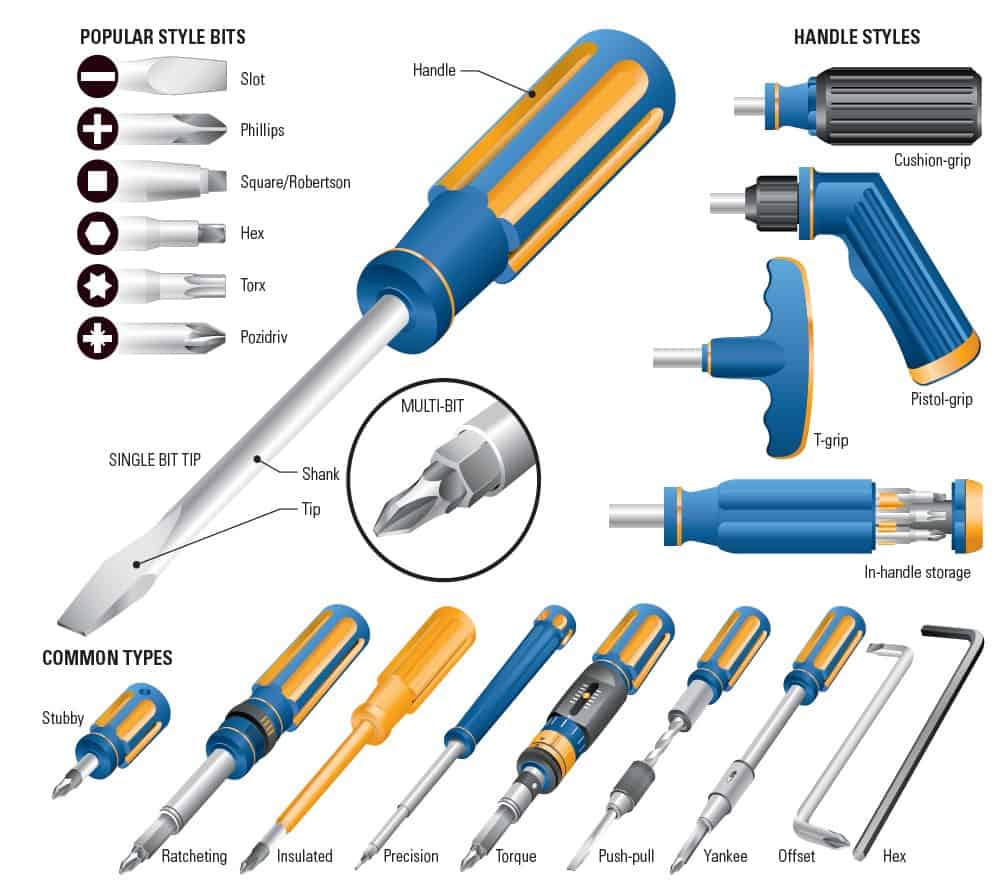 POPULAR STYLE BITS
Slot
Phillips
Square/Robertson
Hex
Torx
Pozidriv
Handle
HANDLE STYLES
Cushion-grip
Pistol-grip
T-grip
In-handle storage
MULTI-BIT
SINGLE BIT TIP
Shank
Tip
COMMON TYPES
Stubby
Ratcheting
Insulated
Precision
Torque
Push-pull
Yankee
Offset
Hex